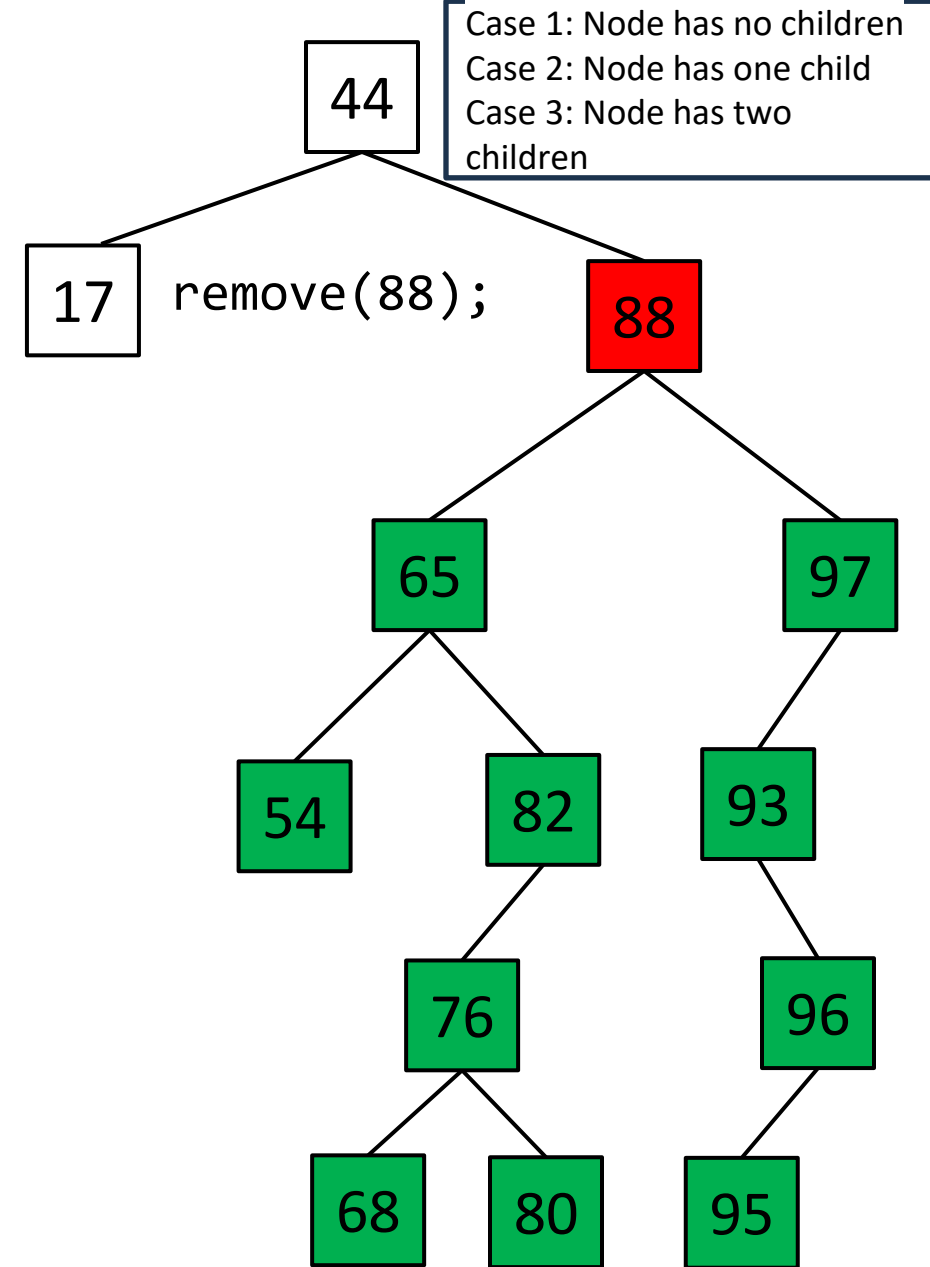 Case 1: Node has no children
Case 2: Node has one child
Case 3: Node has two
children
44
17
remove(88);
88
65
97
54
82
93
76
96
68
80
95